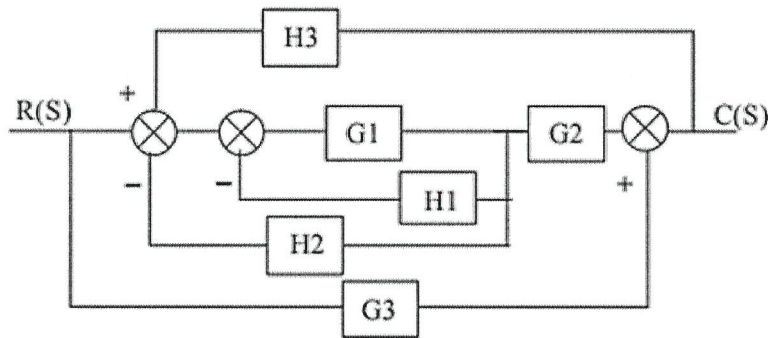 H3
+
R(S)
G1
G2
C(S)
−
−
H1
+
H2
G3